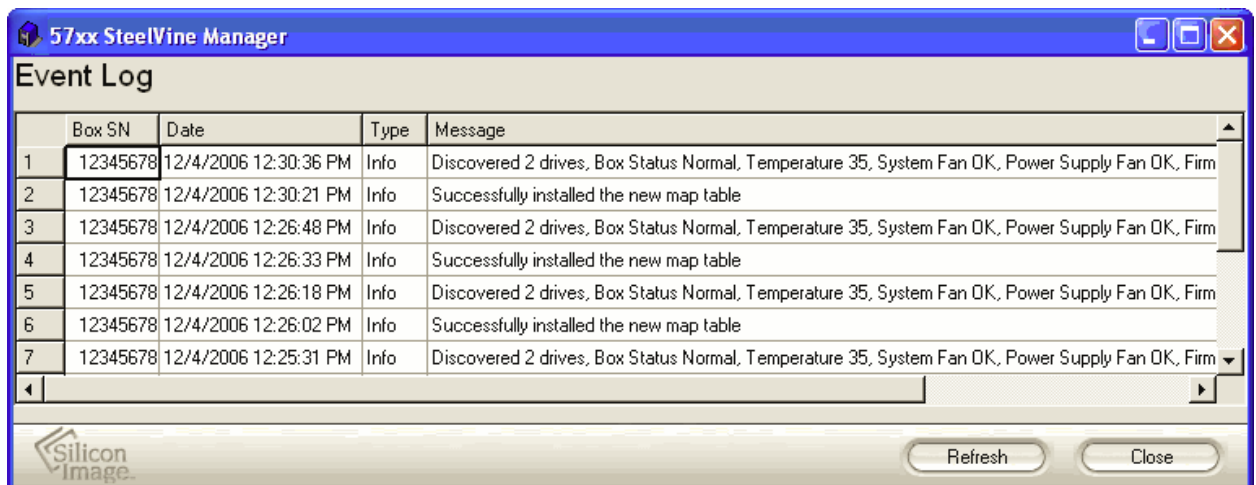 57xx SteelVine Manager
Event Log
Box SN Date Type Message
1 12345678 12/4/2006 12:30:36 PM Info Discovered 2 drives, Box Status Normal, Temperature 35, System Fan OK, Power Supply Fan OK, Firm
2 12345678 12/4/2006 12:30:21 PM Info Successfully installed the new map table
3 12345678 12/4/2006 12:26:48 PM Info Discovered 2 drives, Box Status Normal, Temperature 35, System Fan OK, Power Supply Fan OK, Firm
4 12345678 12/4/2006 12:26:33 PM Info Successfully installed the new map table
5 12345678 12/4/2006 12:26:18 PM Info Discovered 2 drives, Box Status Normal, Temperature 35, System Fan OK, Power Supply Fan OK, Firm
6 12345678 12/4/2006 12:26:02 PM Info Successfully installed the new map table
7 12345678 12/4/2006 12:25:31 PM Info Discovered 2 drives, Box Status Normal, Temperature 35, System Fan OK, Power Supply Fan OK, Firm
Silicon
Image
Refresh Close